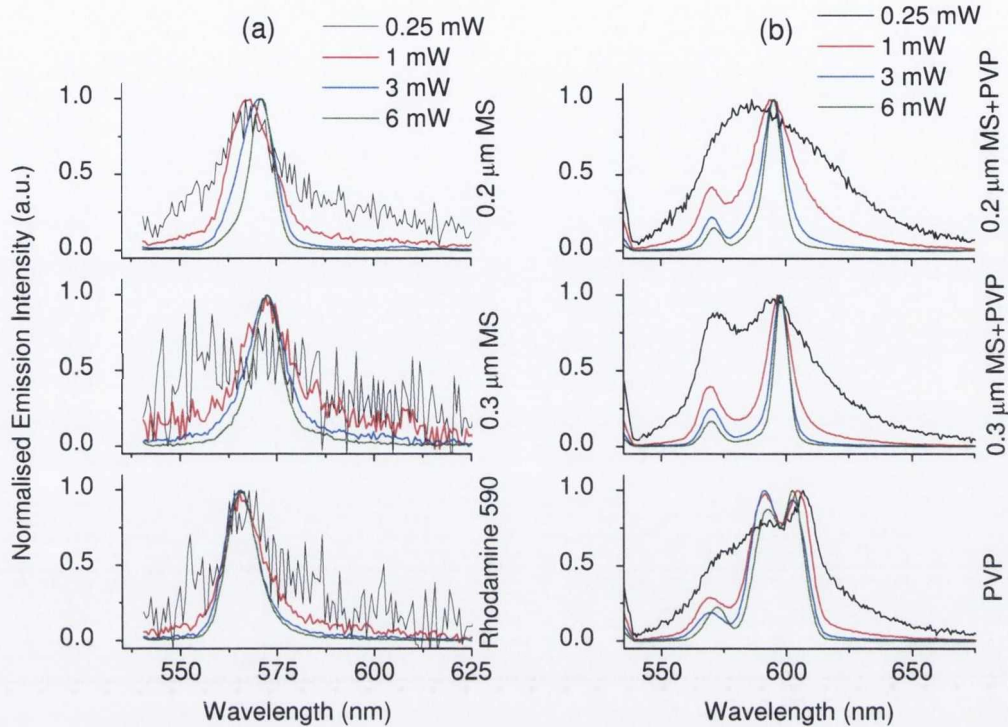 (a)
0.25 mW
1 mW
3 mW
6 mW
(b)
0.25 mW
1 mW
3 mW
6 mW
Normalised Emission Intensity (a.u.)
1.0
0.5
0.0
0.2 µm MS
1.0
0.5
0.0
0.2 µm MS+PVP
1.0
0.5
0.0
0.3 µm MS
1.0
0.5
0.0
0.3 µm MS+PVP
1.0
0.5
0.0
Rhodamine 590
1.0
0.5
0.0
PVP
550 575 600 625
550 600 650
Wavelength (nm)
Wavelength (nm)